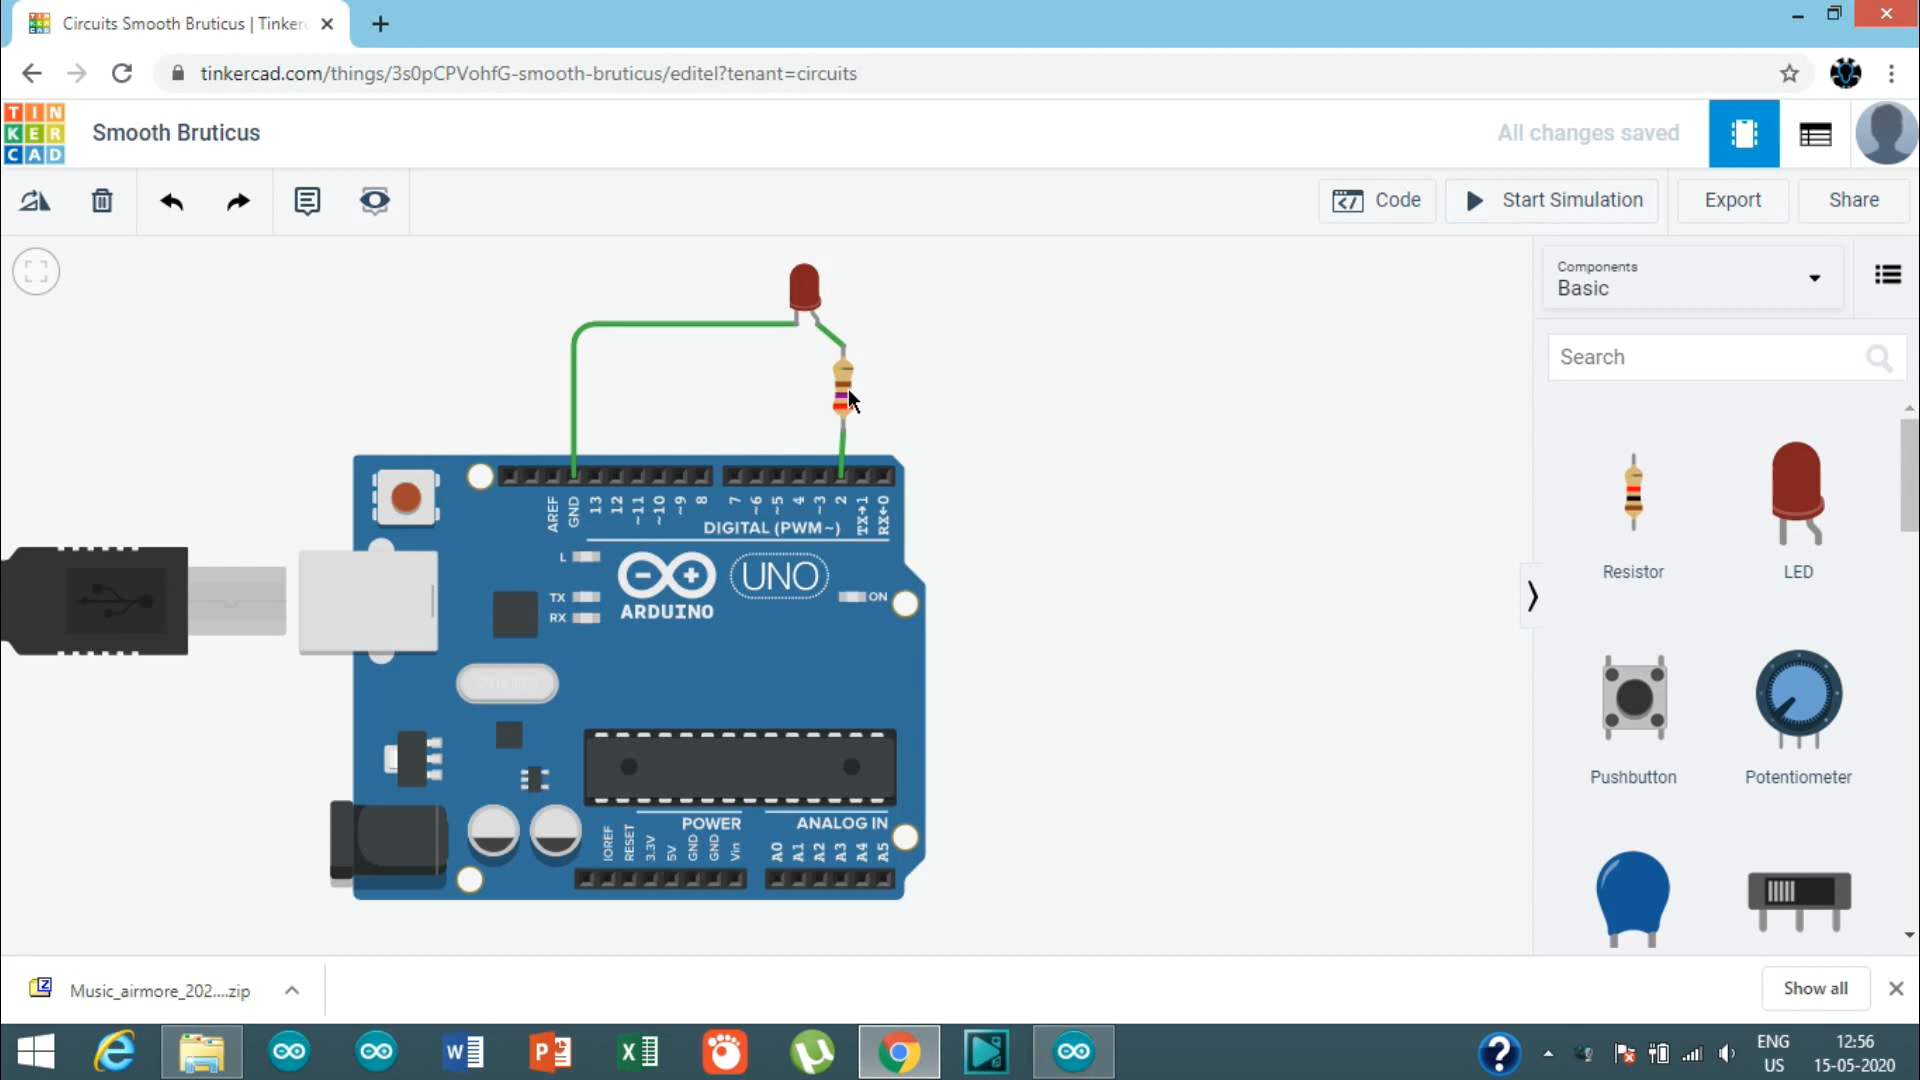 Circuits Smooth Bruticus | Tinker
tinkercad.com/things/3s0pCPVohfG-smooth-bruticus/editel?tenant=circuits
TIN
KER
CAD
Smooth Bruticus
All changes saved
Code
Start Simulation
Export
Share
Components
Basic
Search
Resistor
LED
Pushbutton
Potentiometer
AREF
GND
13
12
~11
~10
~9
8
7
~6
~5
4
~3
2
TX→1
RX←0
DIGITAL (PWM~)
L
TX
RX
ARDUINO
UNO
ON
POWER
ANALOG IN
IOREF
RESET
3.3V
5V
GND
GND
Vin
A0
A1
A2
A3
A4
A5
Music_airmore_202....zip
Show all
ENG
US
12:56
15-05-2020